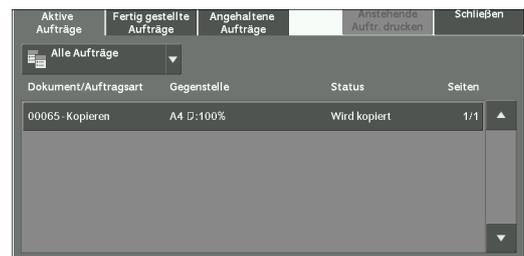 Aktive Aufträge
Fertig gestellte Aufträge
Angehaltene Aufträge
Anstehende Auftr. drucken
Schließen
Alle Aufträge
Dokument/Auftragsart Gegenstelle Status Seiten
00065-Kopieren A4 :100% Wird kopiert 1/1